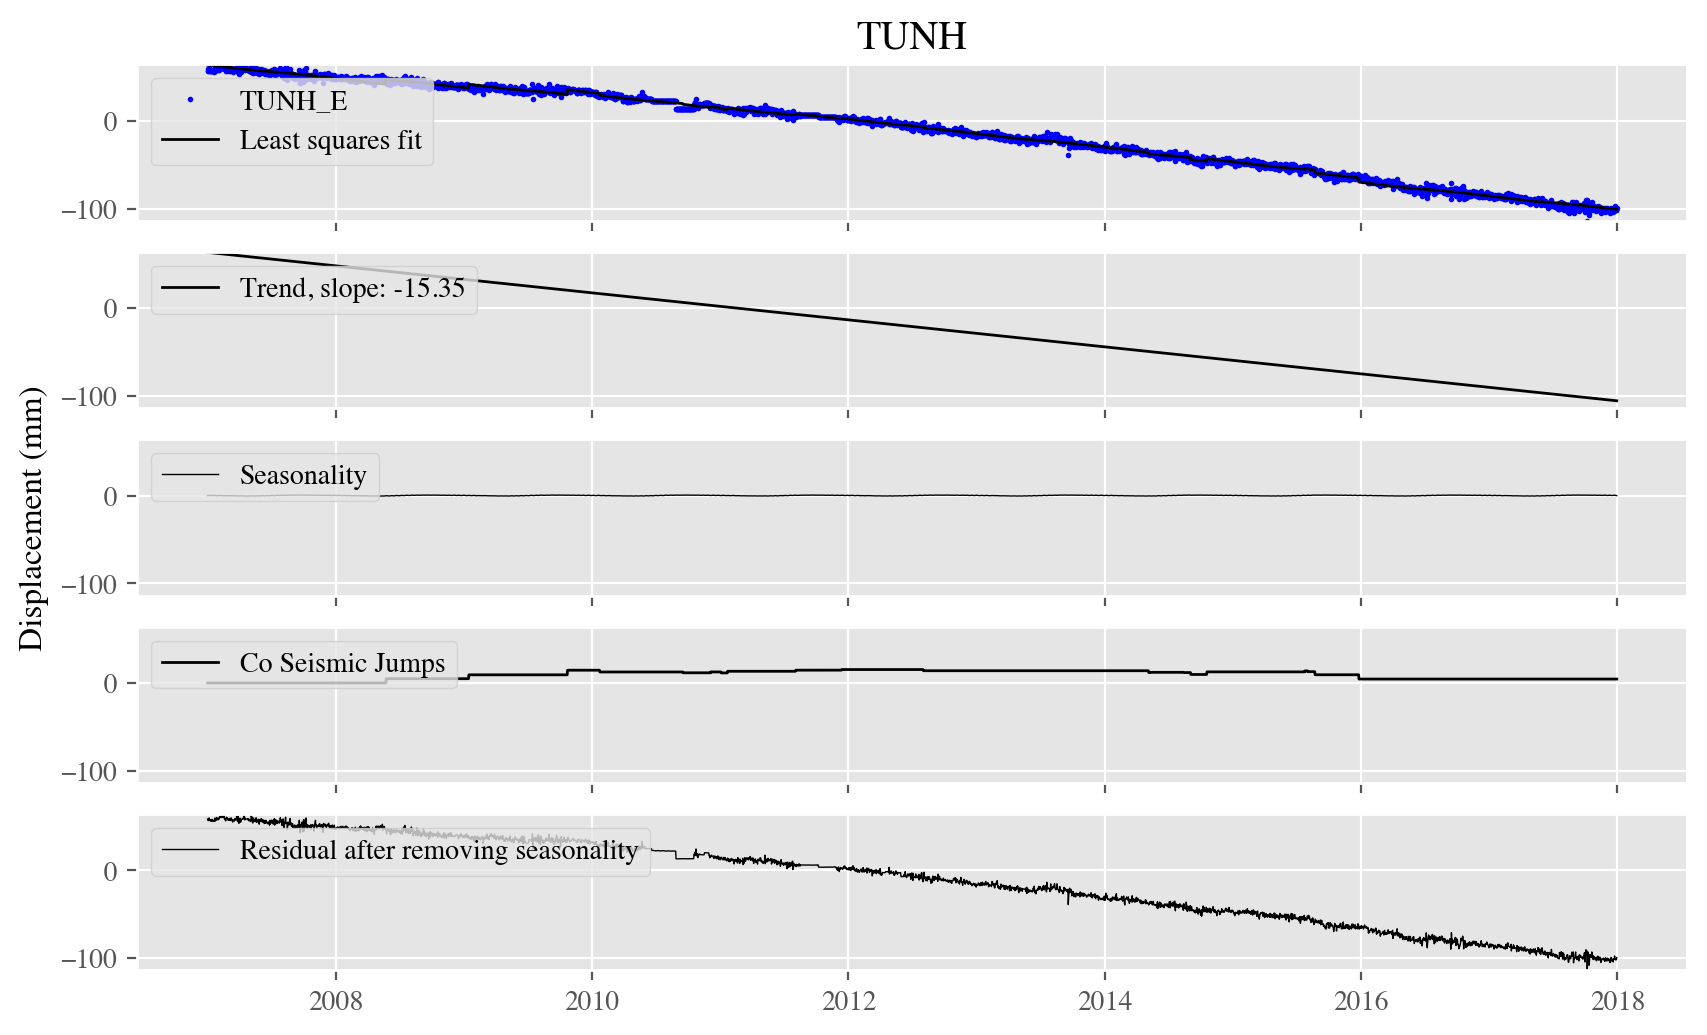 TUNH
TUNH_E
Least squares fit
0
−100
Trend, slope: -15.35
0
−100
Displacement (mm)
Seasonality
0
−100
Co Seismic Jumps
0
−100
Residual after removing seasonality
0
−100
2008 2010 2012 2014 2016 2018